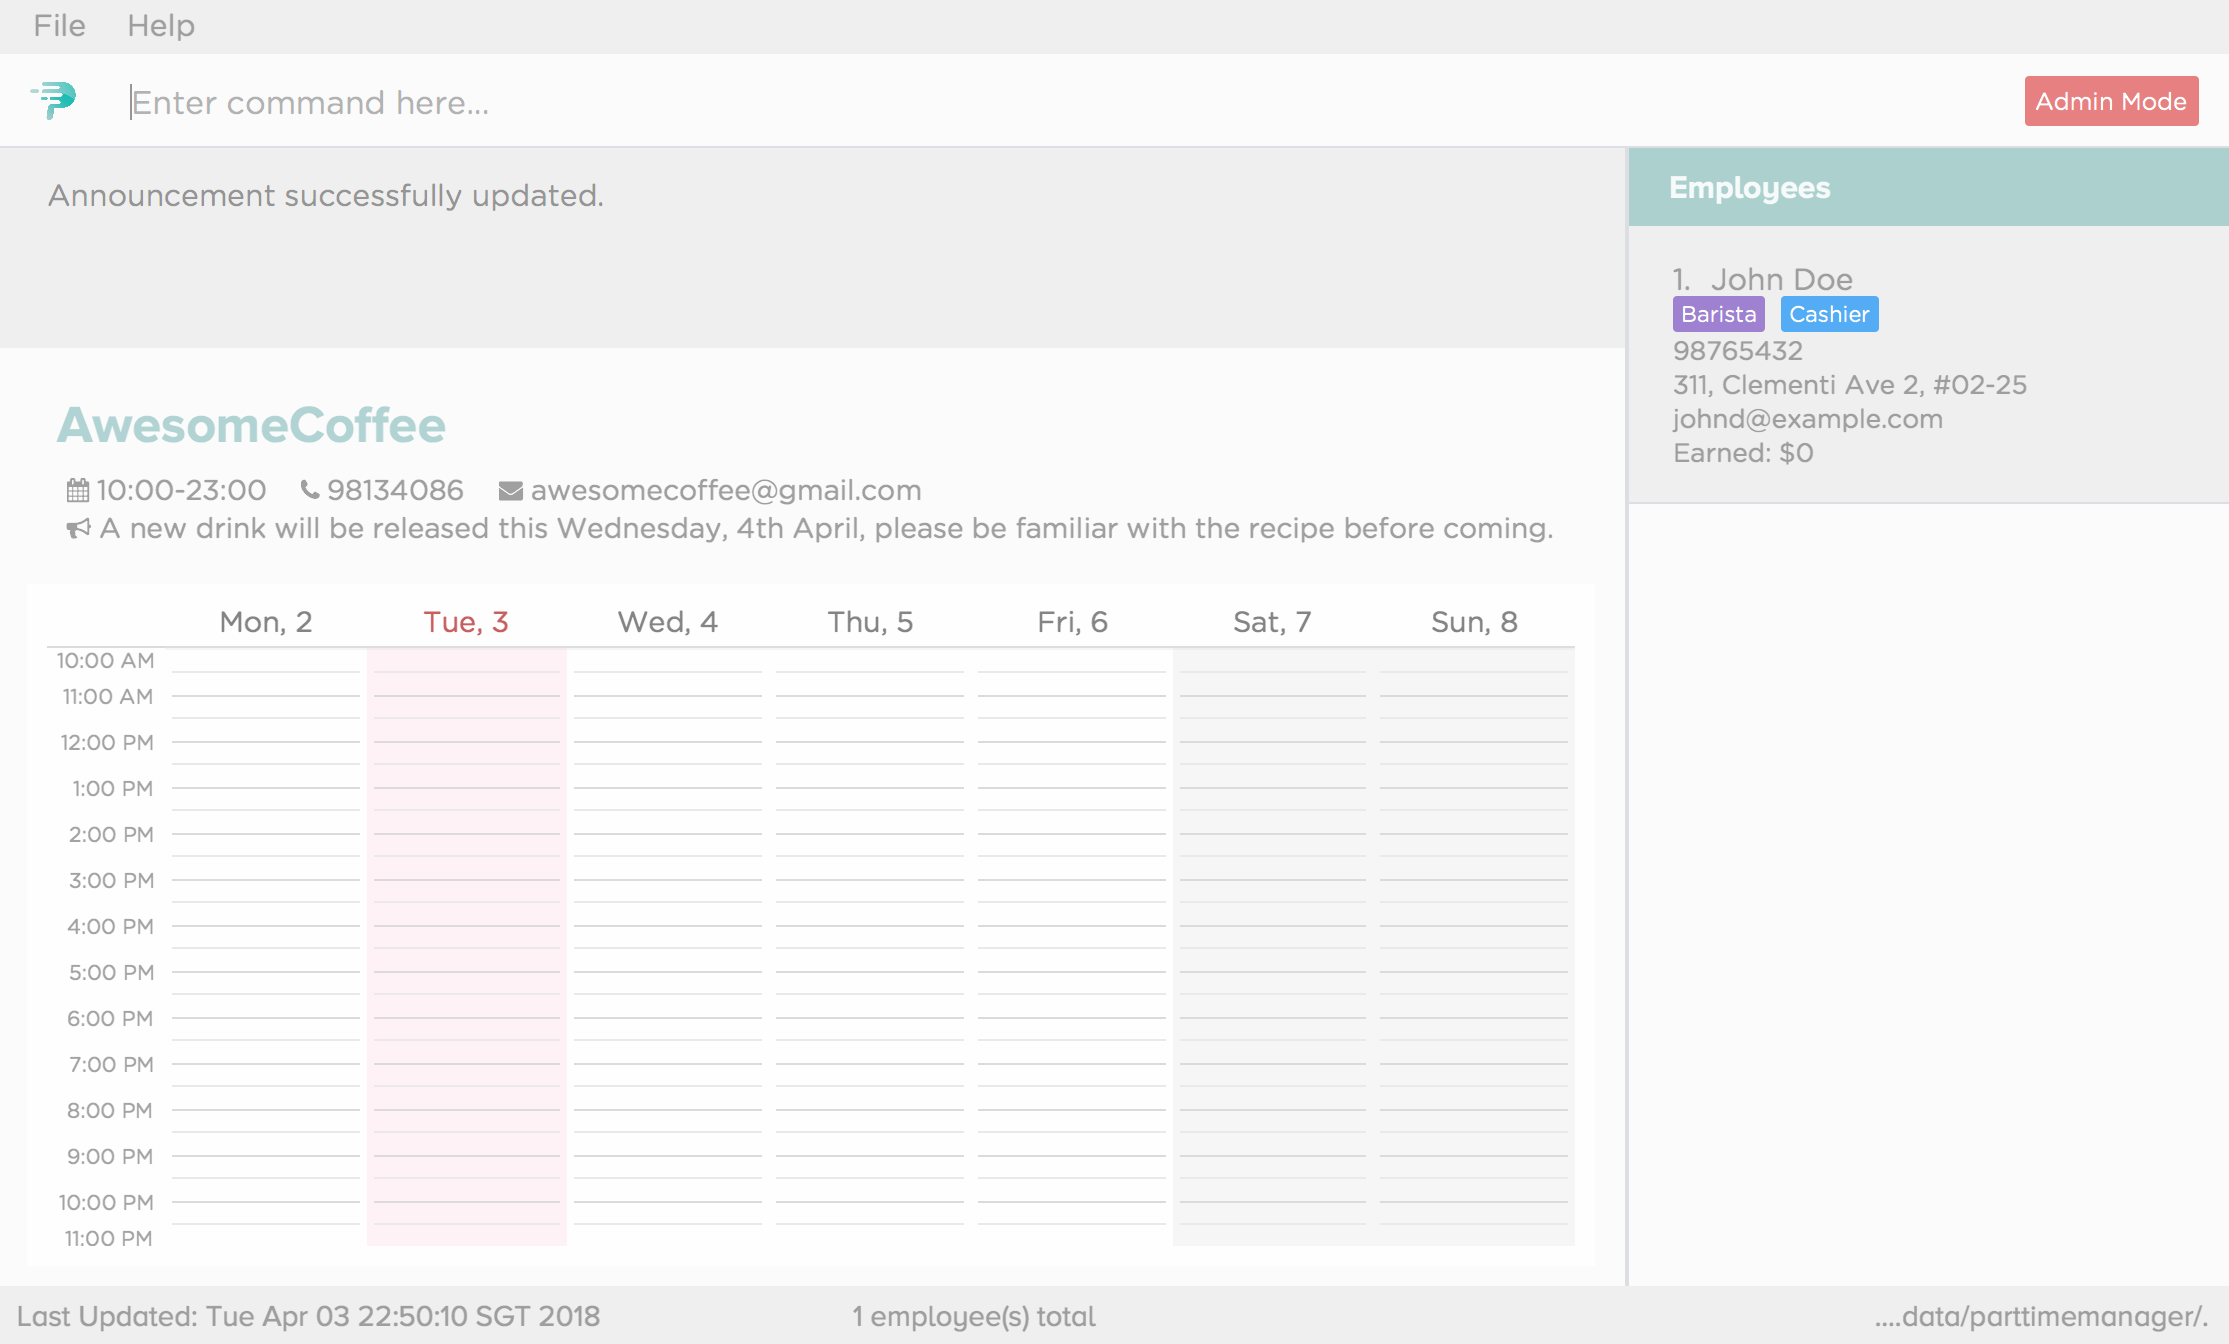 File Help
Enter command here...
Admin Mode
Announcement successfully updated.
AwesomeCoffee
10:00-23:00 98134086 awesomecoffee@gmail.com
A new drink will be released this Wednesday, 4th April, please be familiar with the recipe before coming.
Mon, 2 Tue, 3 Wed, 4 Thu, 5 Fri, 6 Sat, 7 Sun, 8
10:00 AM
11:00 AM
12:00 PM
1:00 PM
2:00 PM
3:00 PM
4:00 PM
5:00 PM
6:00 PM
7:00 PM
8:00 PM
9:00 PM
10:00 PM
11:00 PM
Employees
1. John Doe
Barista Cashier
98765432
311, Clementi Ave 2, #02-25
johnd@example.com
Earned: $0
Last Updated: Tue Apr 03 22:50:10 SGT 2018
1 employee(s) total
....data/parttimemanager/.